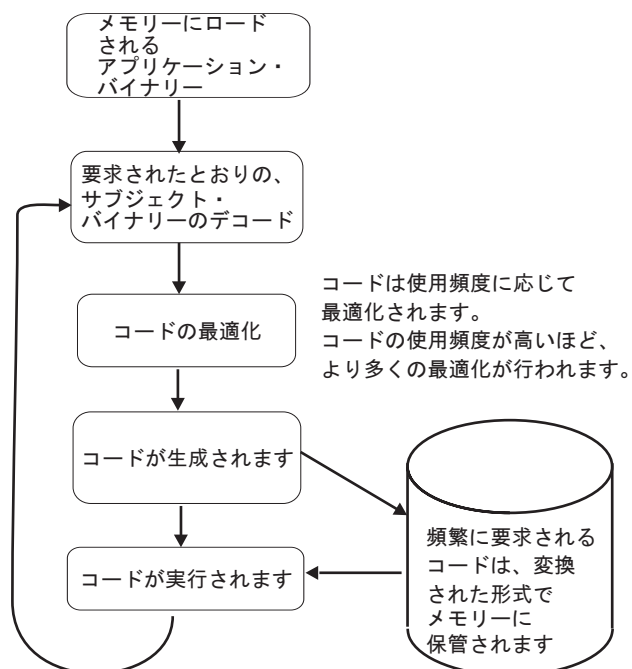 メモリーにロード
される
アプリケーション・
バイナリー
要求されたとおりの、
サブジェクト・
バイナリーのデコード
コードの最適化
コードは使用頻度に応じて
最適化されます。
コードの使用頻度が高いほど、
より多くの最適化が行われます。
コードが生成されます
頻繁に要求される
コードは、変換
された形式で
メモリーに
保管されます
コードが実行されます